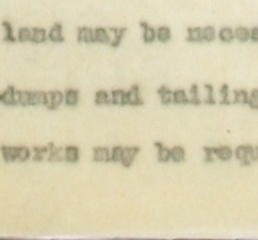 land may be neces
dumps and tailing
works may be requ